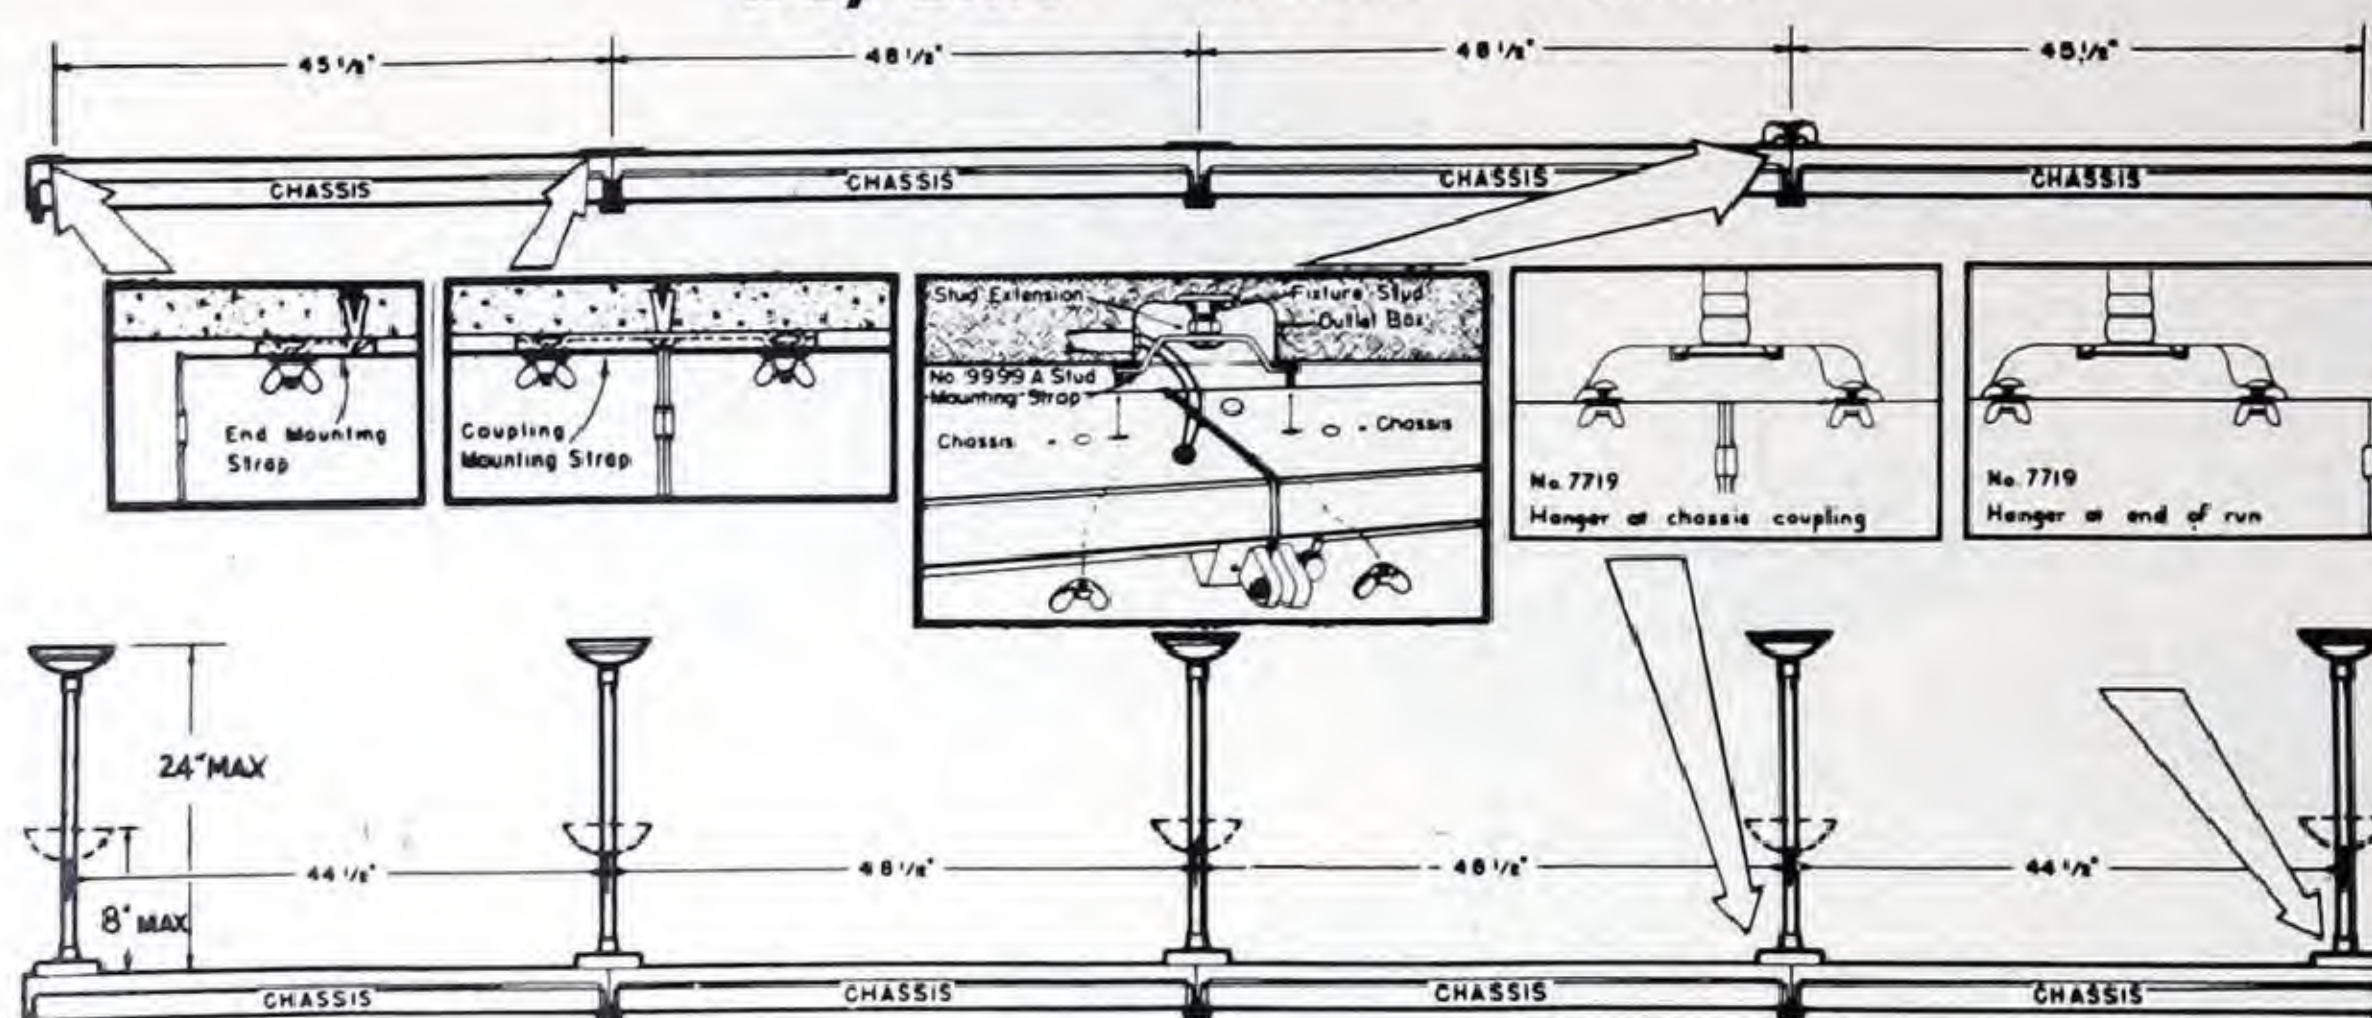 45 1/2"
48 1/2"
48 1/2"
45 1/2"
CHASSIS
CHASSIS
CHASSIS
CHASSIS
End Mounting
Strap
Coupling
Mounting Strap
Stud Extension
Fixture Stud
Outlet Box
No. 9999 A Stud
Mounting Strap
Chassis
Chassis
No. 7719
Hanger at chassis coupling
No. 7719
Hanger at end of run
24" MAX
8" MAX
44 1/2"
48 1/2"
48 1/2"
44 1/2"
CHASSIS
CHASSIS
CHASSIS
CHASSIS